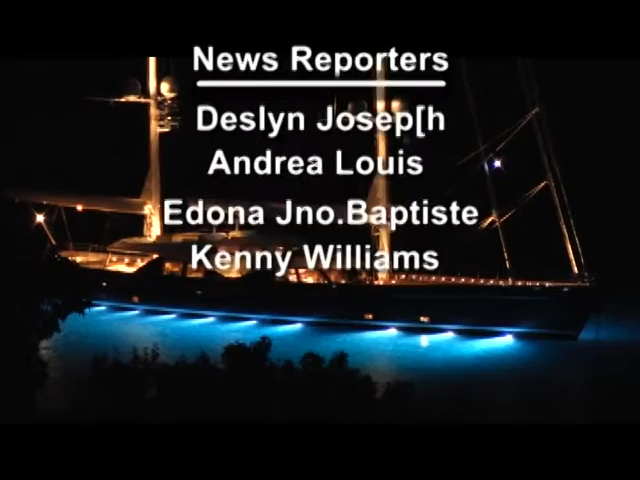 News Reporters
Deslyn Josep[h
Andrea Louis
Edona Jno.Baptiste
Kenny Williams